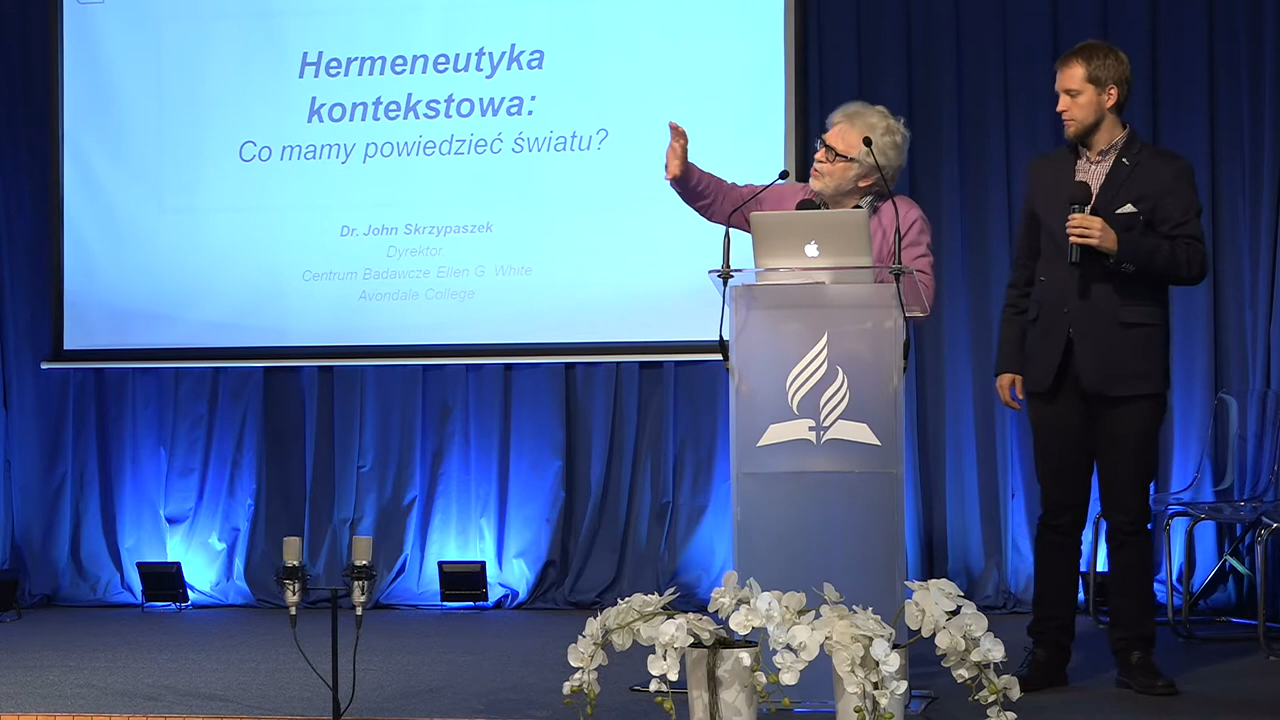 Hermeneutyka
kontekstowa:
Co mamy powiedzieć światu?
Dr. John Skrzypaszek
Dyrektor
Centrum Badawcze Ellen G. White
Avondale College